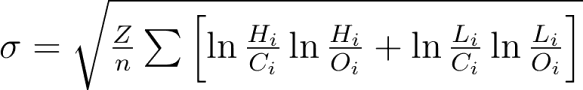 σ = √(Z/n ∑ [ln H_i/C_i ln H_i/O_i + ln L_i/C_i ln L_i/O_i])